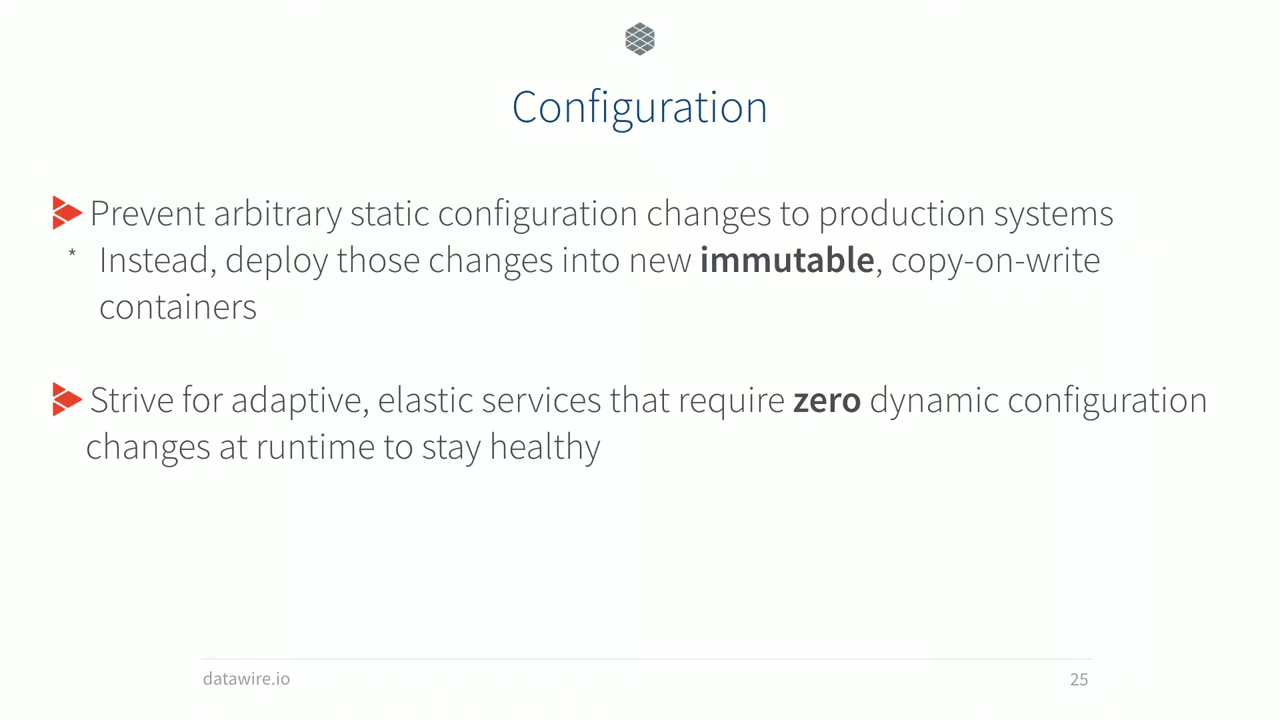 Configuration
Prevent arbitrary static configuration changes to production systems
* Instead, deploy those changes into new immutable, copy-on-write
containers
Strive for adaptive, elastic services that require zero dynamic configuration
changes at runtime to stay healthy
datawire.io
25